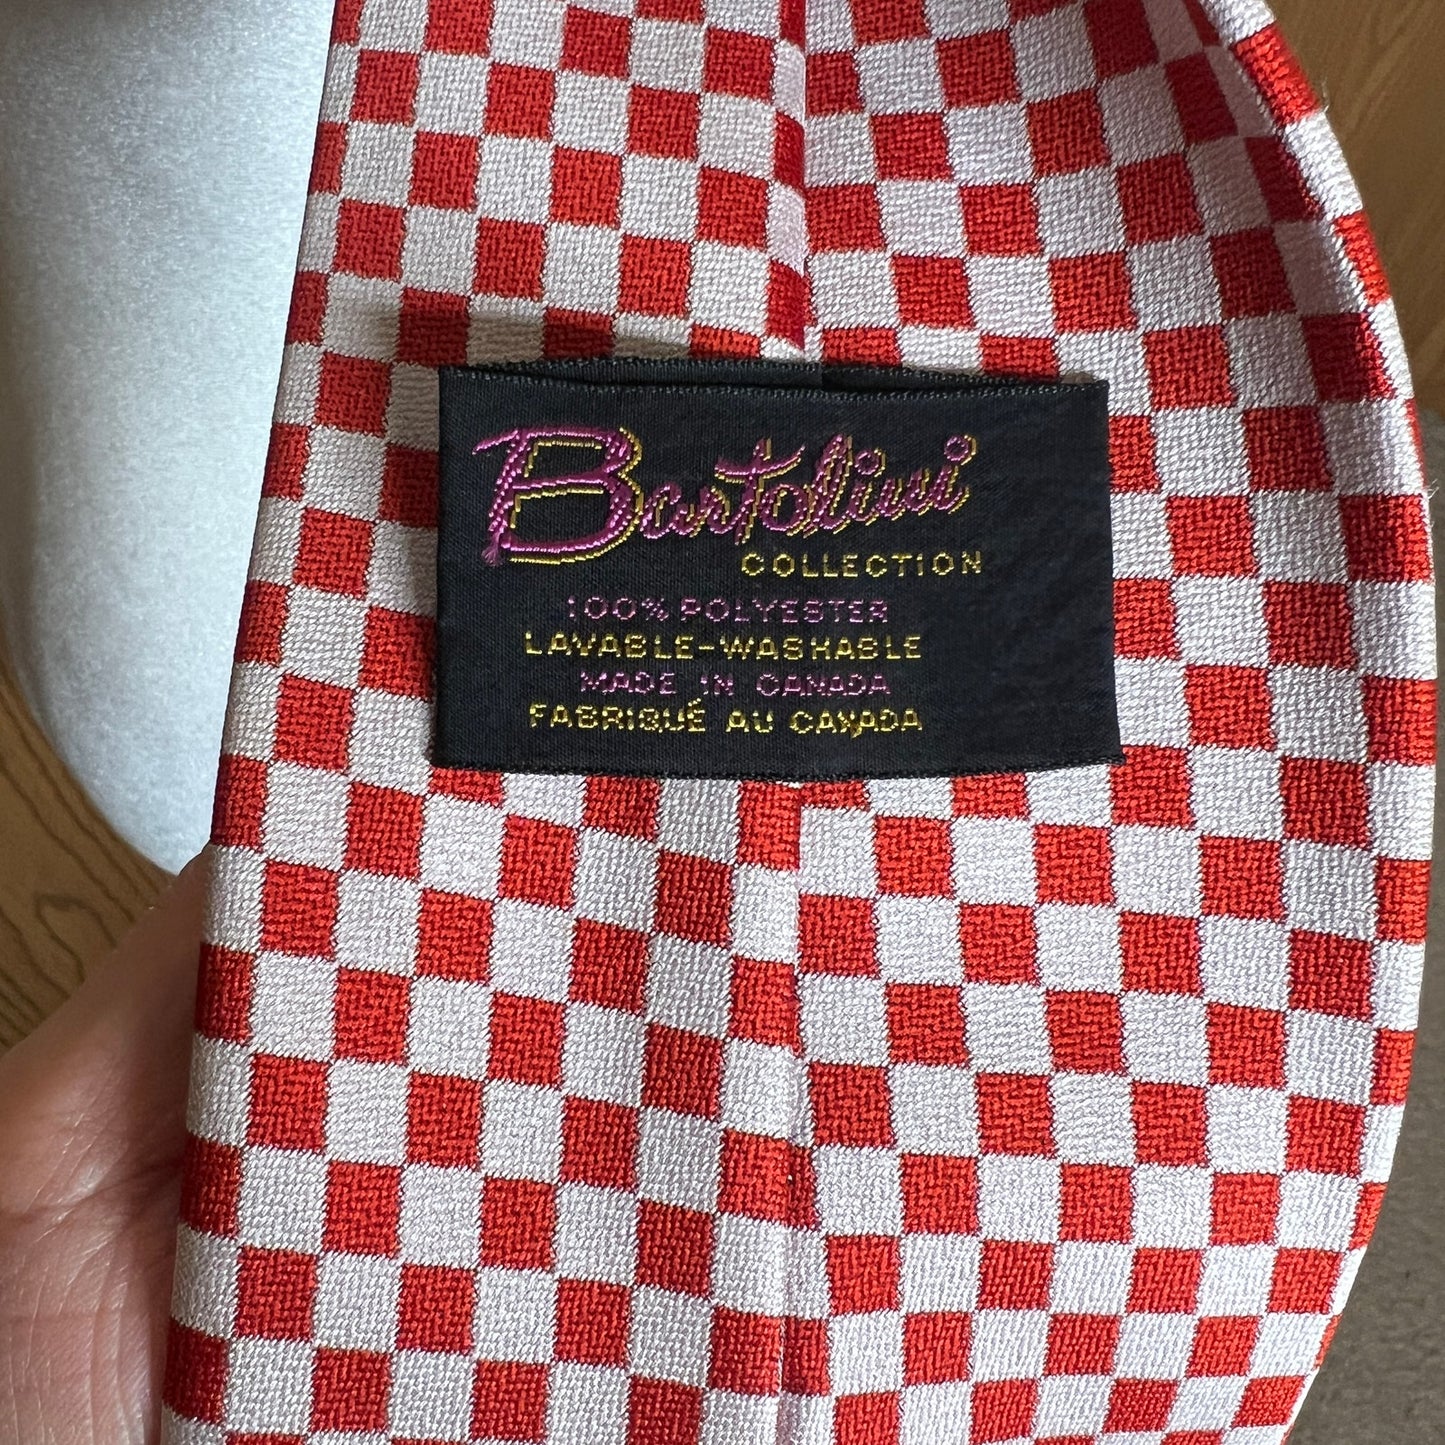 Bartolini
COLLECTION
100% POLYESTER
LAVABLE-WASHABLE
MADE IN CANADA
FABRIQUÉ AU CANADA